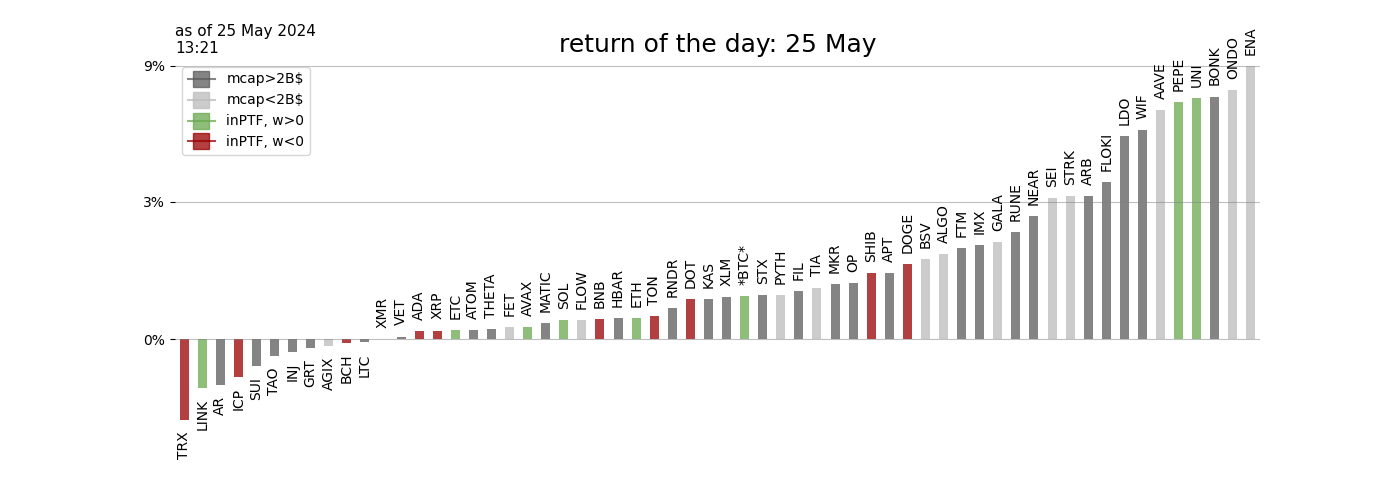 as of 25 May 2024
13:21
return of the day: 25 May
9%
3%
0%
mcap>2B$
mcap<2B$
inPTF, w>0
inPTF, w<0
TRX
LINK
AR
ICP
SUI
TAO
INJ
GRT
AGIX
BCH
LTC
XMR
VET
ADA
XRP
ETC
ATOM
THETA
FET
AVAX
MATIC
SOL
FLOW
BNB
HBAR
ETH
TON
RNDR
DOT
KAS
XLM
*BTC*
STX
PYTH
FIL
TIA
MKR
OP
SHIB
APT
DOGE
BSV
ALGO
FTM
IMX
GALA
RUNE
NEAR
SEI
STRK
ARB
FLOKI
LDO
WIF
AAVE
PEPE
UNI
BONK
ONDO
ENA